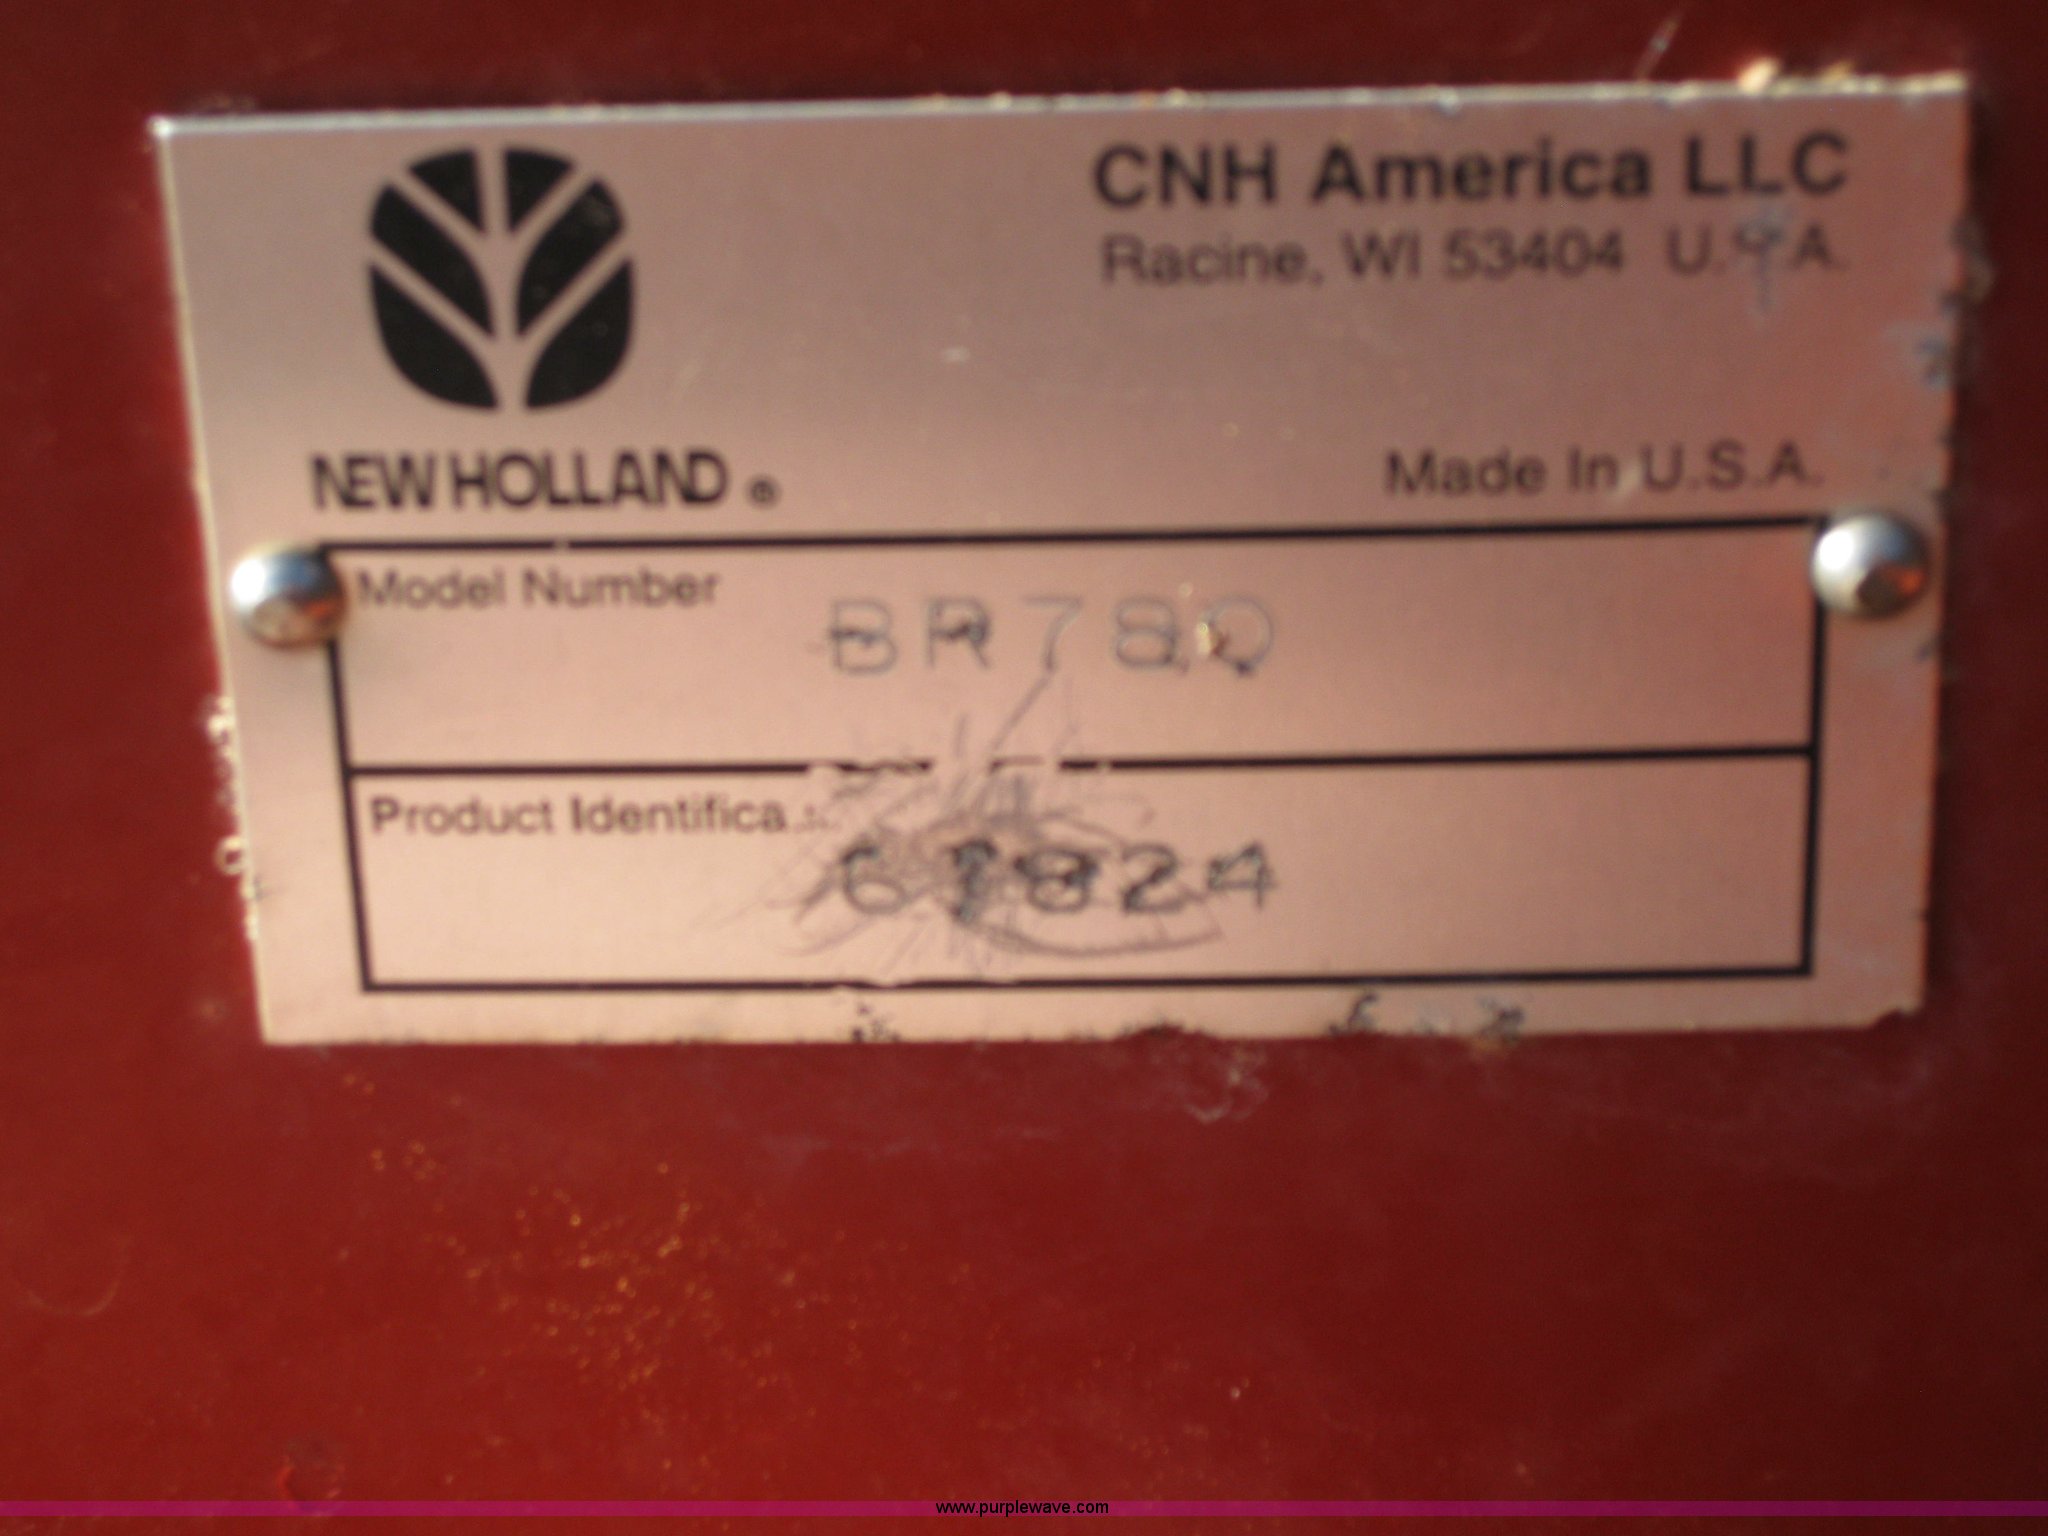 CNH America LLC
Racine, WI 53404 U.S.A.
NEW HOLLAND ®
Made In U.S.A.
Model Number
BR780
Product Identifica
www.purplewave.com